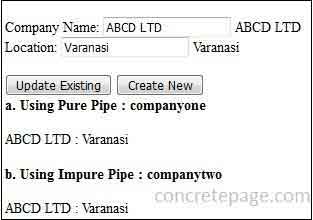 Company Name: ABCD LTD ABCD LTD
Location: Varanasi Varanasi
Update Existing Create New
a. Using Pure Pipe : companyone
ABCD LTD : Varanasi
b. Using Impure Pipe : companytwo
concretepage.com
ABCD LTD : Varanasi